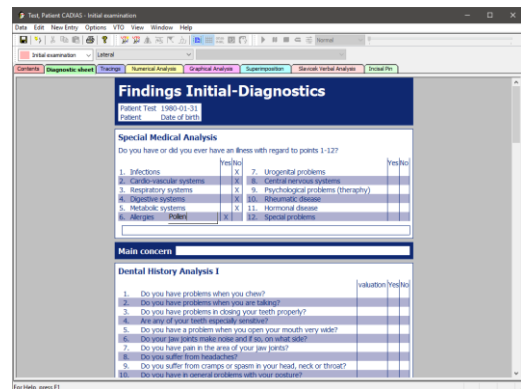 Test, Patient CADIAS - Initial examination
Data Edit New Entry Options VTO View Window Help
Normal
Initial examination Lateral
Contents Diagnostic sheet Tracings Numerical Analysis Graphical Analysis Superimposition Slavicek Verbal Analysis Incisal Pin
Findings Initial-Diagnostics
Patient Test 1980-01-31
Patient Date of birth
Special Medical Analysis
Do you have or did you ever have an illness with regard to points 1-12?
Yes No Yes No
1. Infections X 7. Urogenital problems
2. Cardio-vascular systems X 8. Central nervous systems
3. Respiratory systems X 9. Psychological problems (theraphy)
4. Digestive systems X 10. Rheumatic disease
5. Metabolic systems X 11. Hormonal disease
6. Allergies Pollen X 12. Special problems
Main concern
Dental History Analysis I
valuation Yes No
1. Do you have problems when you chew?
2. Do you have problems when you are talking?
3. Do you have problems in closing your teeth properly?
4. Are any of your teeth especially sensitive?
5. Do you have a problem when you open your mouth very wide?
6. Do your jaw joints make noise and if so, on what side?
7. Do you have pain in the area of your jaw joints?
8. Do you suffer from headaches?
9. Do you suffer from cramps or spasm in your head, neck or throat?
10. Do you have in general problems with your posture?
For Help, press F1